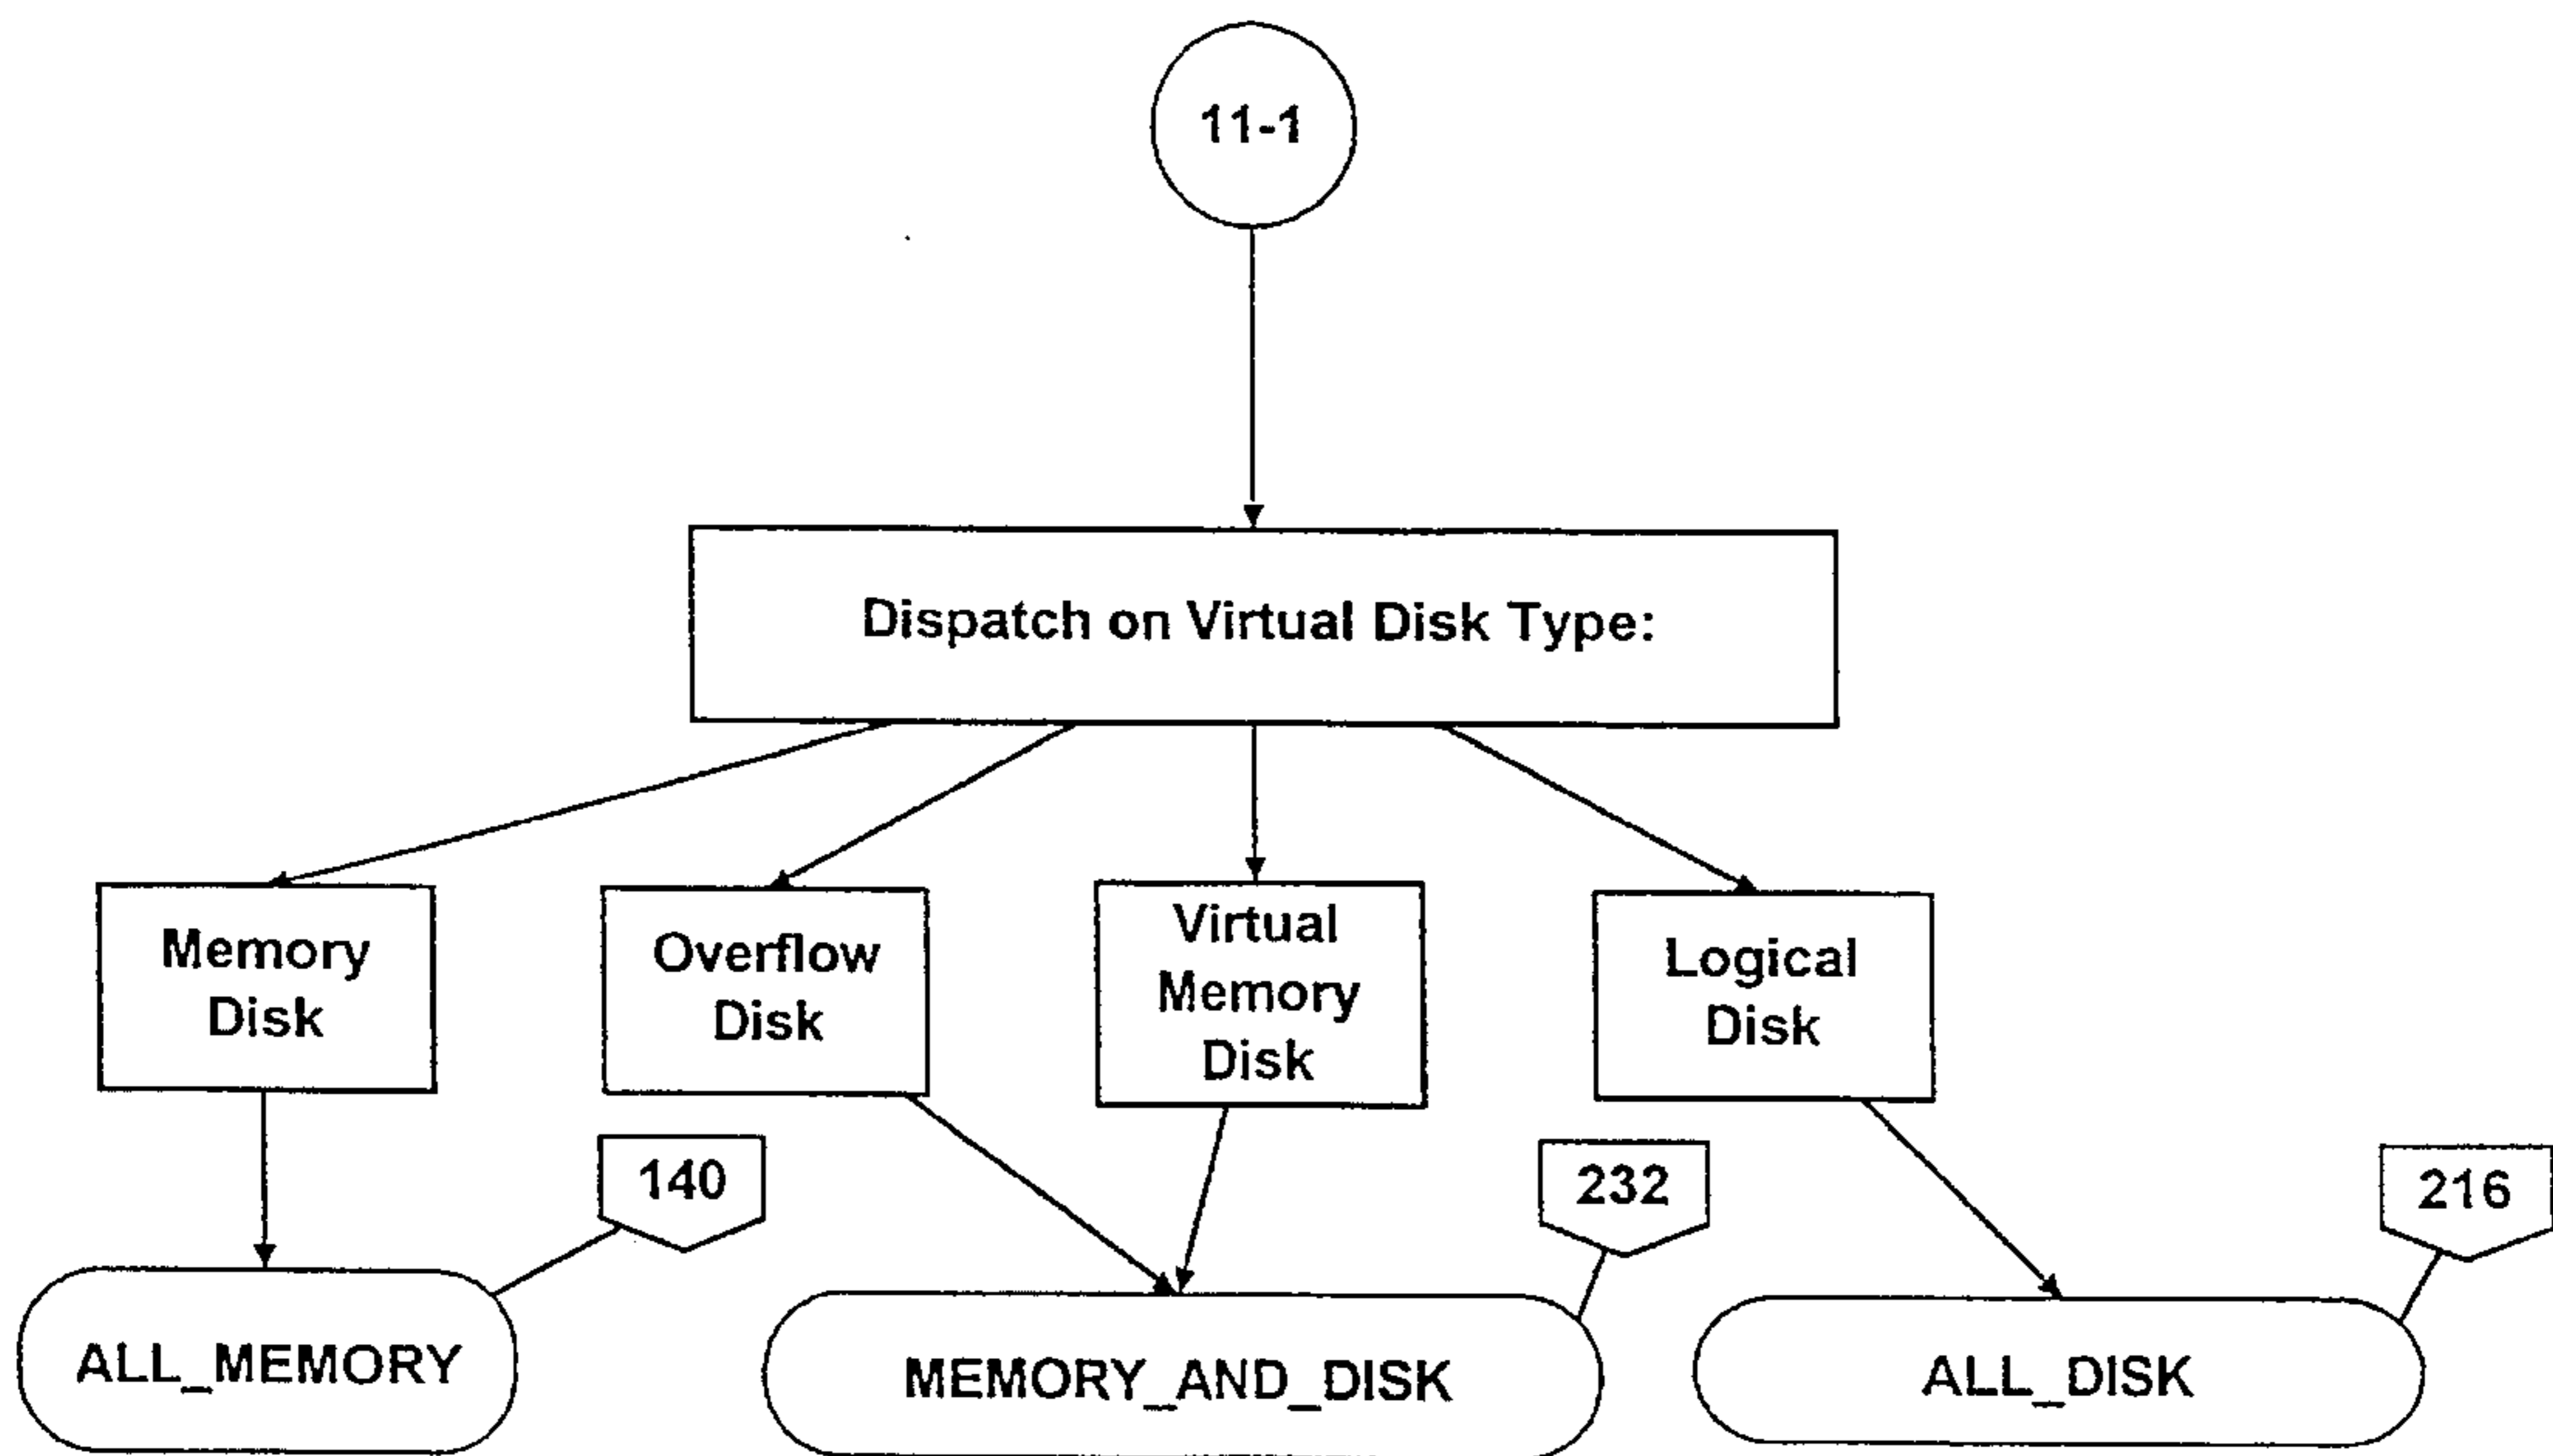 11-1
Dispatch on Virtual Disk Type:
Memory
Disk
Overflow
Disk
Virtual
Memory
Disk
Logical
Disk
140
232
216
ALL_MEMORY
MEMORY_AND_DISK
ALL_DISK